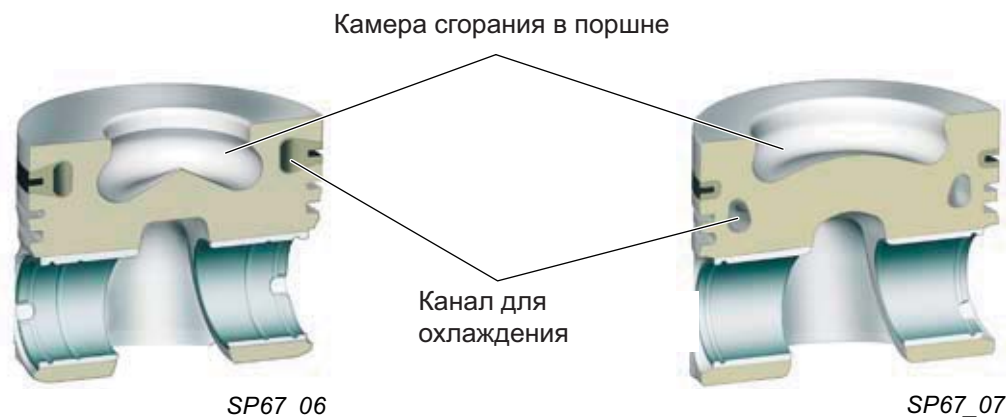 Камера сгорания в поршне
Канал для
охлаждения
SP67_06
SP67_07